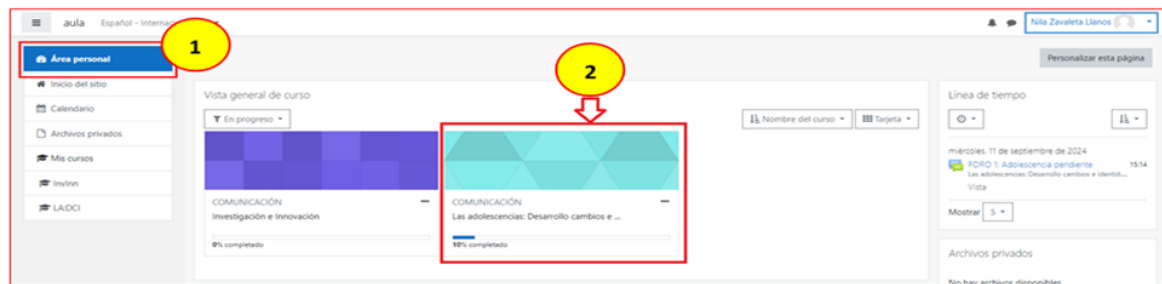 aula Español - Internac
Nila Zavaleta Llanos
1
Área personal
Personalizar esta página
2
Inicio del sitio
Calendario
Archivos privados
Mis cursos
InvInn
LA:DCI
Vista general de curso
En progreso
Nombre del curso
Tarjeta
COMUNICACIÓN
Investigación e Innovación
0% completado
COMUNICACIÓN
Las adolescencias: Desarrollo cambios e ...
10% completado
Línea de tiempo
miércoles, 11 de septiembre de 2024
FORO 1: Adolescencia pendiente 15:14
Las adolescencias: Desarrollo cambios e identid...
Vista
Mostrar 5
Archivos privados
No hay archivos disponibles